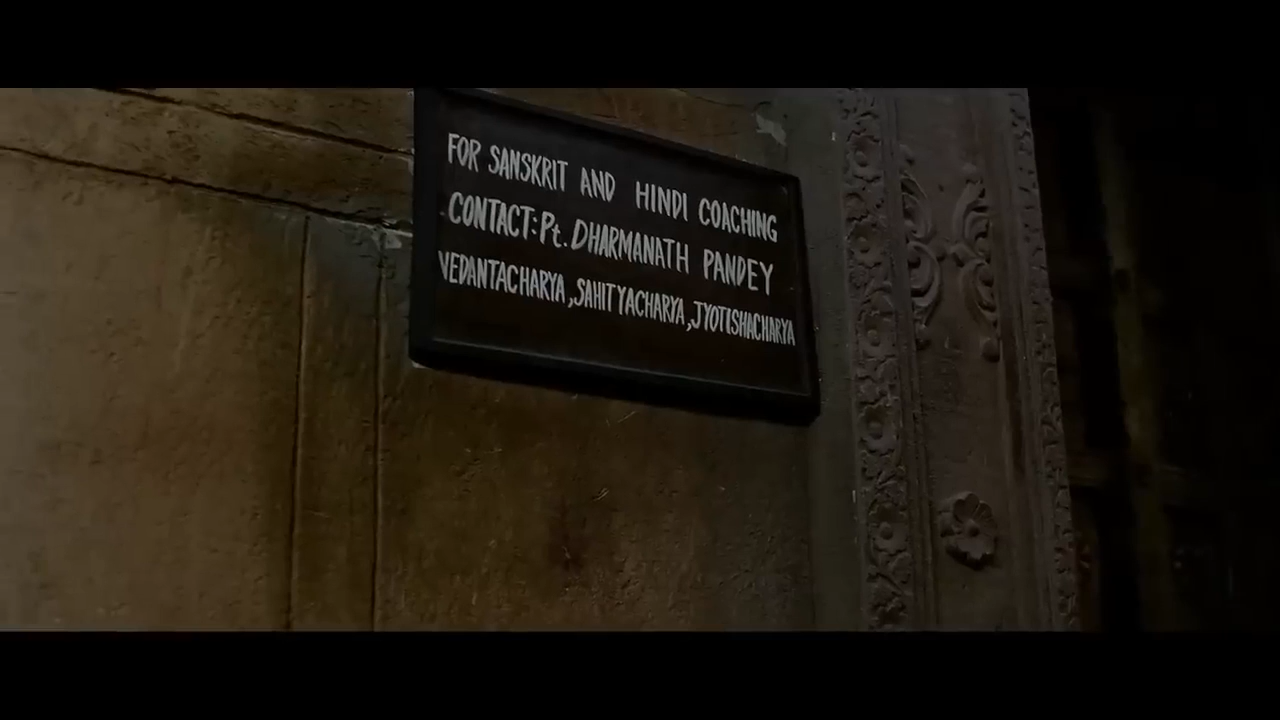 FOR SANSKRIT AND HINDI COACHING
CONTACT:Pt. DHARMANATH PANDEY
VEDANTACHARYA,SAHITYACHARYA,JYOTISHACHARYA